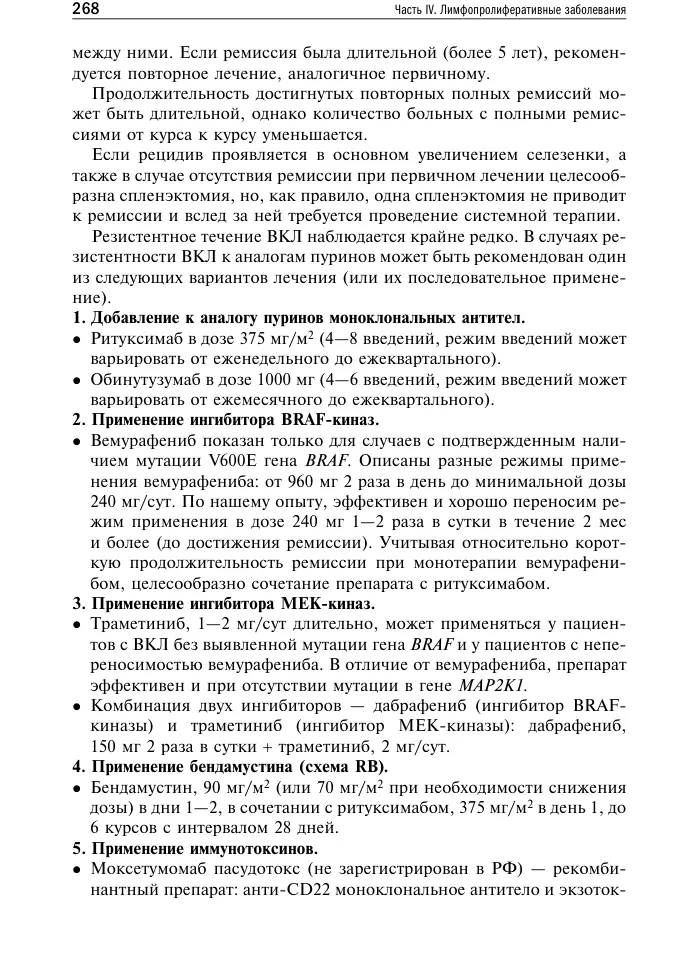 268
Часть IV. Лимфопролиферативные заболевания
между ними. Если ремиссия была длительной (более 5 лет), рекомен-
дуется повторное лечение, аналогичное первичному.
Продолжительность достигнутых повторных полных ремиссий мо-
жет быть длительной, однако количество больных с полными ремис-
сиями от курса к курсу уменьшается.
Если рецидив проявляется в основном увеличением селезенки, а
также в случае отсутствия ремиссии при первичном лечении целесооб-
разна спленэктомия, но, как правило, одна спленэктомия не приводит
к ремиссии и вслед за ней требуется проведение системной терапии.
Резистентное течение ВКЛ наблюдается крайне редко. В случаях ре-
зистентности ВКЛ к аналогам пуринов может быть рекомендован один
из следующих вариантов лечения (или их последовательное примене-
ние).
1. Добавление к аналогу пуринов моноклональных антител.
• Ритуксимаб в дозе 375 мг/м² (4—8 введений, режим введений может
варьировать от еженедельного до ежеквартального).
• Обинутузумаб в дозе 1000 мг (4—6 введений, режим введений может
варьировать от ежемесячного до ежеквартального).
2. Применение ингибитора BRAF-киназ.
• Вемурафениб показан только для случаев с подтвержденным нали-
чием мутации V600E гена BRAF. Описаны разные режимы приме-
нения вемурафениба: от 960 мг 2 раза в день до минимальной дозы
240 мг/сут. По нашему опыту, эффективен и хорошо переносим ре-
жим применения в дозе 240 мг 1—2 раза в сутки в течение 2 мес
и более (до достижения ремиссии). Учитывая относительно корот-
кую продолжительность ремиссии при монотерапии вемурафени-
бом, целесообразно сочетание препарата с ритуксимабом.
3. Применение ингибитора MEK-киназ.
• Траметиниб, 1—2 мг/сут длительно, может применяться у пациен-
тов с ВКЛ без выявленной мутации гена BRAF и у пациентов с непе-
реносимостью вемурафениба. В отличие от вемурафениба, препарат
эффективен и при отсутствии мутации в гене MAP2K1.
• Комбинация двух ингибиторов — дабрафениб (ингибитор BRAF-
киназы) и траметиниб (ингибитор MEK-киназы): дабрафениб,
150 мг 2 раза в сутки + траметиниб, 2 мг/сут.
4. Применение бендамустина (схема RB).
• Бендамустин, 90 мг/м² (или 70 мг/м² при необходимости снижения
дозы) в дни 1—2, в сочетании с ритуксимабом, 375 мг/м² в день 1, до
6 курсов с интервалом 28 дней.
5. Применение иммунотоксинов.
• Моксетумомаб пасудотокс (не зарегистрирован в РФ) — рекомби-
нантный препарат: анти-CD22 моноклональное антитело и экзоток-